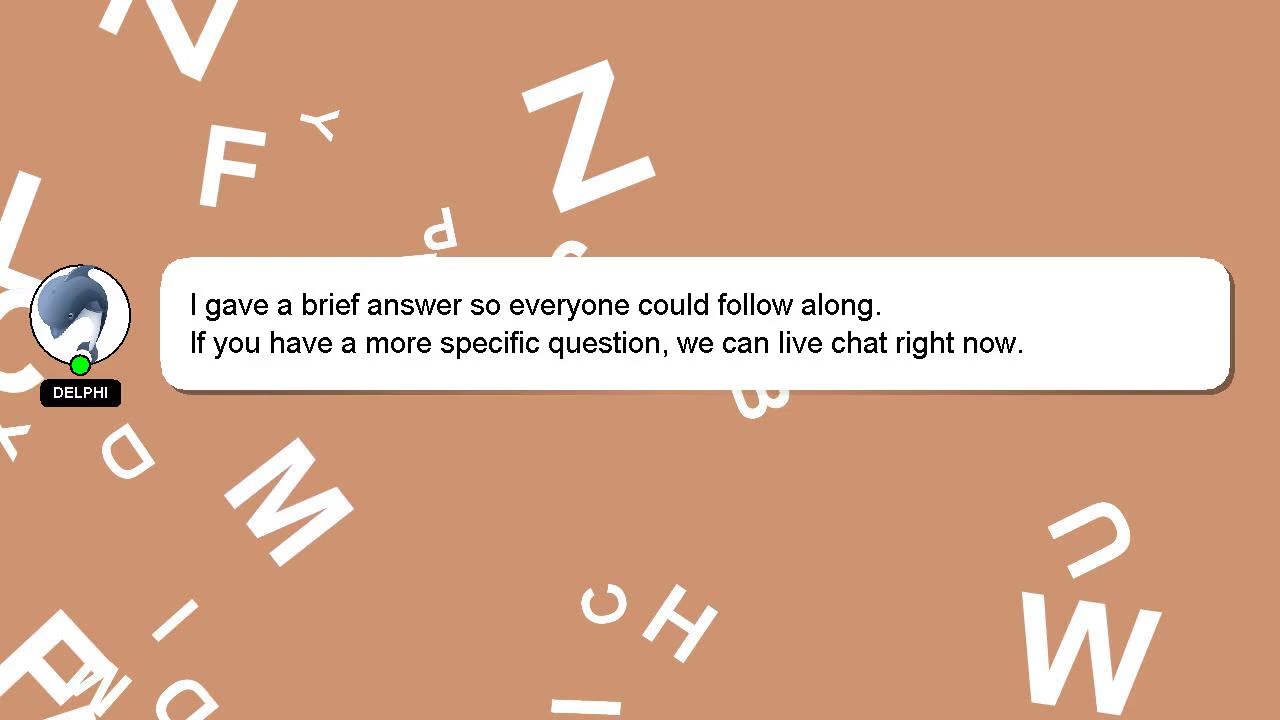 N
Z
F
Y
P
S
I gave a brief answer so everyone could follow along.
If you have a more specific question, we can live chat right now.
DELPHI
B
Y
D
M
U
C
H
W
I
D
M
I